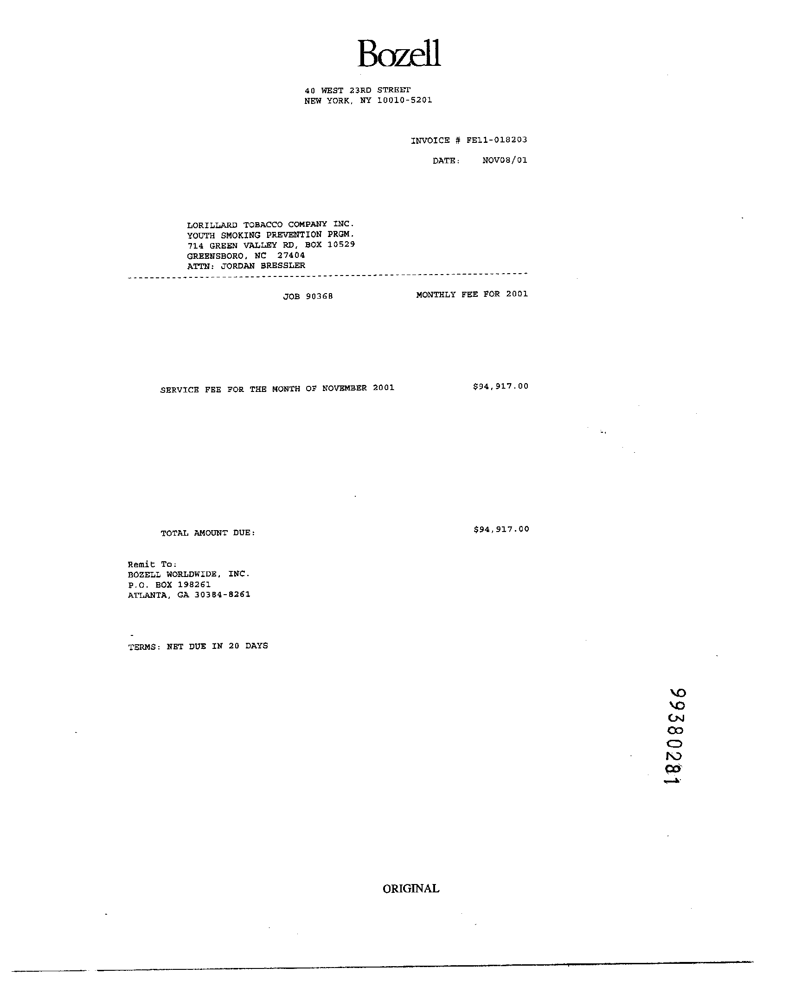 Bozell
40 WEST 23RD STREET
NEW YORK, NY 10010-5201
INVOICE # FE11-018203
DATE: NOV08/01
LORILLARD TOBACCO COMPANY INC.
YOUTH SMOKING PREVENTION PRGM.
714 GREEN VALLEY RD, BOX 10529
GREENSBORO, NC 27404
ATTN: JORDAN BRESSLER
JOB 90368 MONTHLY FEE FOR 2001
SERVICE FEE FOR THE MONTH OF NOVEMBER 2001 $94,917.00
TOTAL AMOUNT DUE: $94,917.00
Remit To:
BOZELL WORLDWIDE, INC.
P.O. BOX 198261
ATLANTA, GA 30384-8261
TERMS: NET DUE IN 20 DAYS
99380281
ORIGINAL